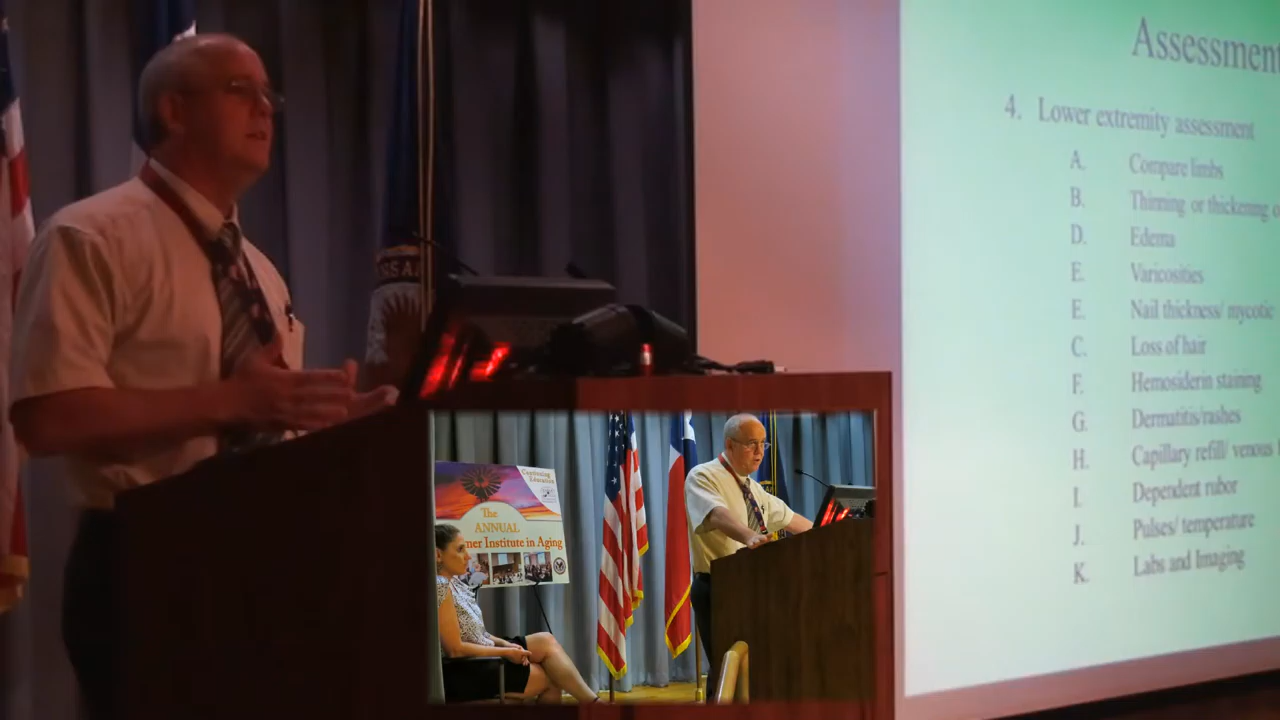 Assessment
4. Lower extremity assessment
A. Compare limbs
B. Thinning or thickening
D. Edema
E. Varicosities
E. Nail thickness/ mycotic
C. Loss of hair
F. Hemosiderin staining
G. Dermatitis/rashes
H. Capillary refill/ venous
I. Dependent rubor
J. Pulses/ temperature
K. Labs and Imaging
Continuing
Education
The
ANNUAL
mer Institute in Aging